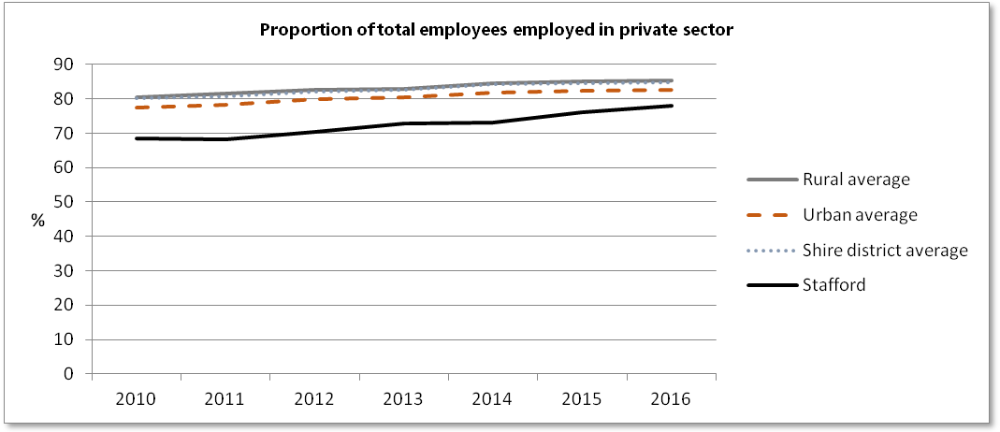 Proportion of total employees employed in private sector
90
80
70
60
50
40
30
20
10
0
%
2010 2011 2012 2013 2014 2015 2016
Rural average
Urban average
Shire district average
Stafford